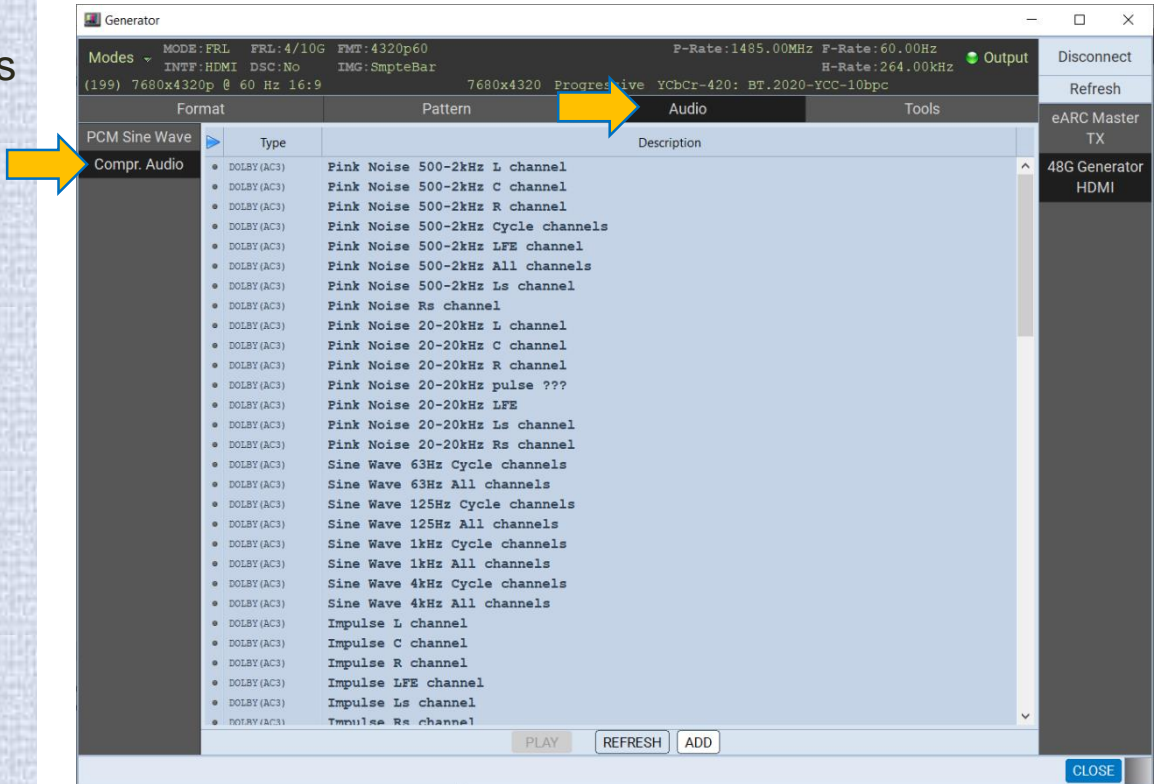 s
Generator
Modes MODE:FRL FRL:4/10G FMT:4320p60 P-Rate:1485.00MHz F-Rate:60.00Hz Output
INTF:HDMI DSC:No IMG:SmpteBar H-Rate:264.00kHz
(199) 7680x4320p @ 60 Hz 16:9 7680x4320 Progressive YCbCr-420: BT.2020-YCC-10bpc
Disconnect
Refresh
Format Pattern Audio Tools
eARC Master
TX
48G Generator
HDMI
PCM Sine Wave
Compr. Audio
Type Description
DOLBY(AC3) Pink Noise 500-2kHz L channel
DOLBY(AC3) Pink Noise 500-2kHz C channel
DOLBY(AC3) Pink Noise 500-2kHz R channel
DOLBY(AC3) Pink Noise 500-2kHz Cycle channels
DOLBY(AC3) Pink Noise 500-2kHz LFE channel
DOLBY(AC3) Pink Noise 500-2kHz All channels
DOLBY(AC3) Pink Noise 500-2kHz Ls channel
DOLBY(AC3) Pink Noise Rs channel
DOLBY(AC3) Pink Noise 20-20kHz L channel
DOLBY(AC3) Pink Noise 20-20kHz C channel
DOLBY(AC3) Pink Noise 20-20kHz R channel
DOLBY(AC3) Pink Noise 20-20kHz pulse ???
DOLBY(AC3) Pink Noise 20-20kHz LFE
DOLBY(AC3) Pink Noise 20-20kHz Ls channel
DOLBY(AC3) Pink Noise 20-20kHz Rs channel
DOLBY(AC3) Sine Wave 63Hz Cycle channels
DOLBY(AC3) Sine Wave 63Hz All channels
DOLBY(AC3) Sine Wave 125Hz Cycle channels
DOLBY(AC3) Sine Wave 125Hz All channels
DOLBY(AC3) Sine Wave 1kHz Cycle channels
DOLBY(AC3) Sine Wave 1kHz All channels
DOLBY(AC3) Sine Wave 4kHz Cycle channels
DOLBY(AC3) Sine Wave 4kHz All channels
DOLBY(AC3) Impulse L channel
DOLBY(AC3) Impulse C channel
DOLBY(AC3) Impulse R channel
DOLBY(AC3) Impulse LFE channel
DOLBY(AC3) Impulse Ls channel
DOLBY(AC3) Impulse Rs channel
PLAY REFRESH ADD
CLOSE